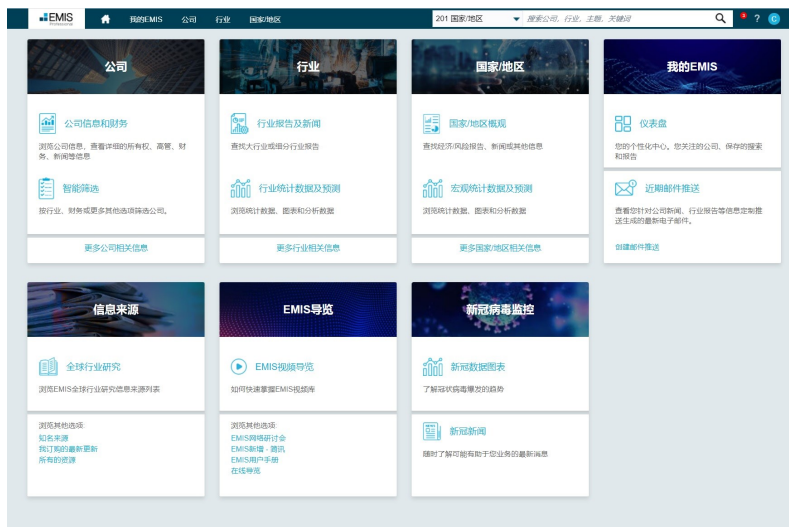 EMIS
Professional
我的EMIS
公司
行业
国家/地区
201 国家/地区
搜索公司, 行业, 主题, 关键词
?
C
公司
公司信息和财务
浏览公司信息、查看详细的所有权、高管、财
务、新闻等信息
智能筛选
按行业、财务或更多其他选项筛选公司。
更多公司相关信息
行业
行业报告及新闻
查找大行业或细分行业报告
行业统计数据及预测
浏览统计数据、图表和分析数据
更多行业相关信息
国家/地区
国家/地区概观
查找经济/风险报告、新闻或其他信息
宏观统计数据及预测
浏览统计数据、图表和分析数据
更多国家/地区相关信息
我的EMIS
仪表盘
您的个性化中心。您关注的公司、保存的搜索
和报告
近期邮件推送
查看您针对公司新闻、行业报告等信息定制推
送生成的最新电子邮件。
创建邮件推送
信息来源
全球行业研究
浏览EMIS全球行业研究信息来源列表
浏览其他选项:
知名来源
我订购的最新更新
所有的资源
EMIS导览
EMIS视频导览
如何快速掌握EMIS视频库
浏览其他选项:
EMIS网络研讨会
EMIS新增 - 简讯
EMIS用户手册
在线导览
新冠病毒监控
新冠数据图表
了解冠状病毒爆发的趋势
新冠新闻
随时了解可能有助于您业务的最新消息